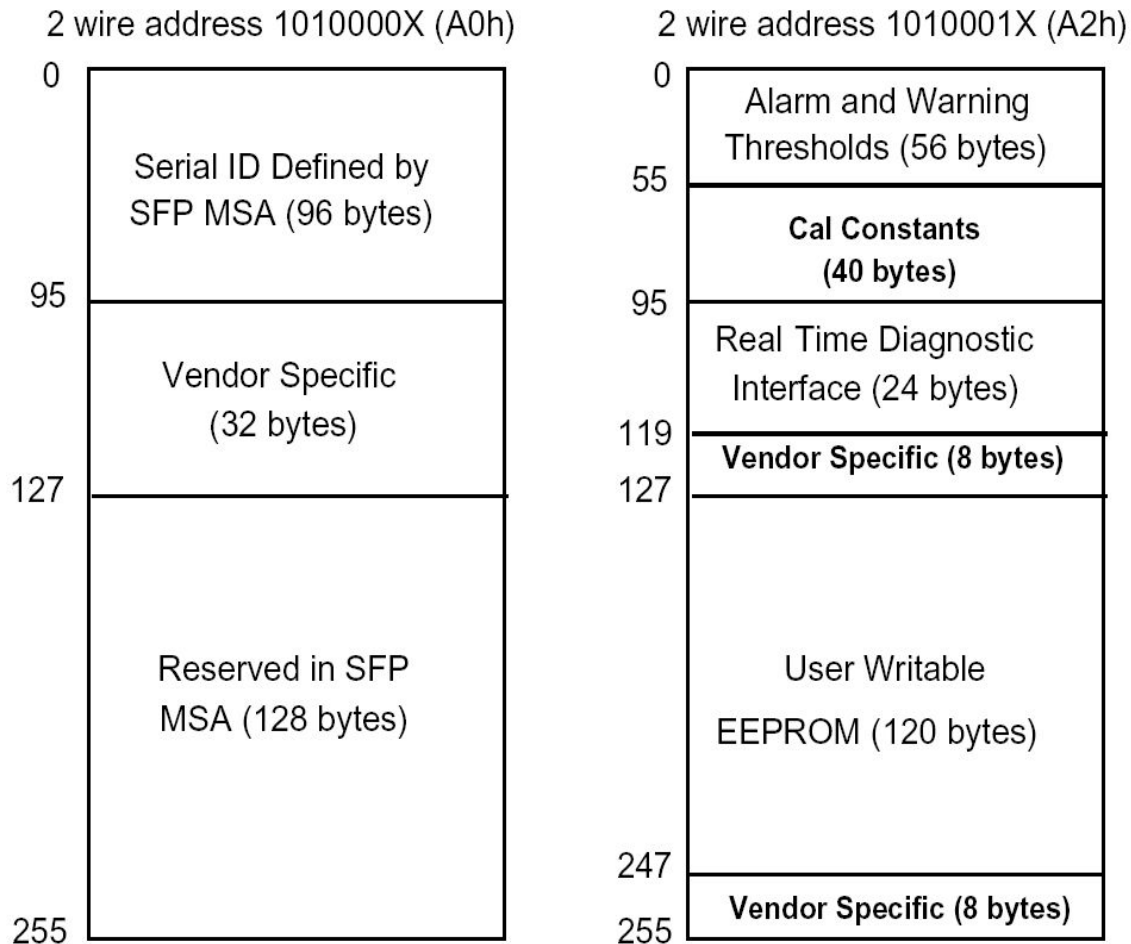 2 wire address 1010000X (A0h)
0
Serial ID Defined by
SFP MSA (96 bytes)
95
Vendor Specific
(32 bytes)
127
Reserved in SFP
MSA (128 bytes)
255
2 wire address 1010001X (A2h)
0
Alarm and Warning
Thresholds (56 bytes)
55
Cal Constants
(40 bytes)
95
Real Time Diagnostic
Interface (24 bytes)
119
Vendor Specific (8 bytes)
127
User Writable
EEPROM (120 bytes)
247
Vendor Specific (8 bytes)
255